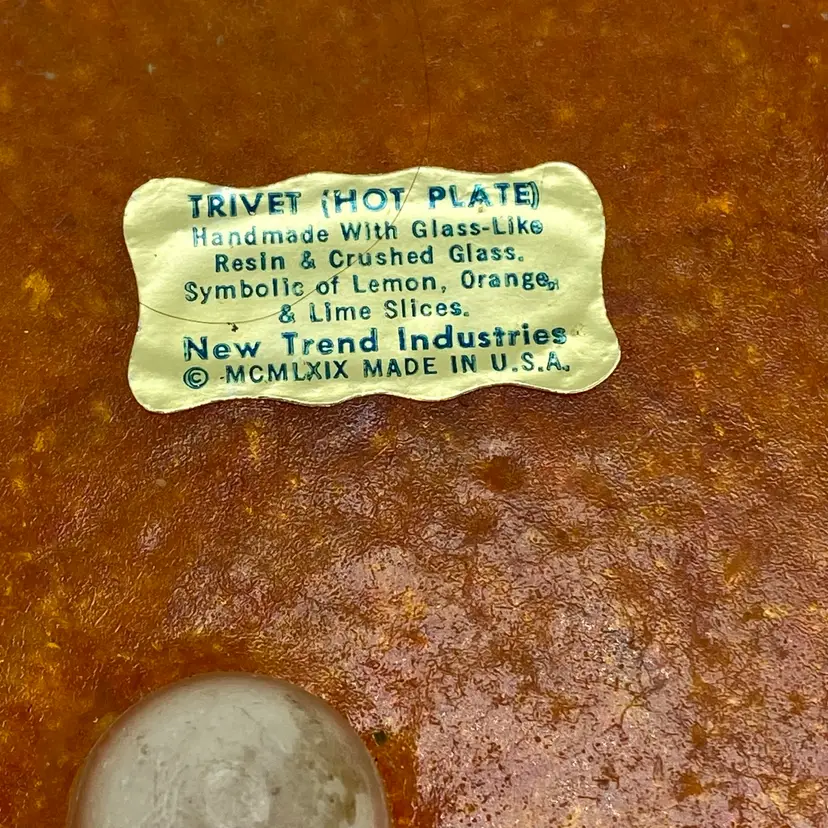 TRIVET (HOT PLATE)
Handmade With Glass-Like
Resin & Crushed Glass.
Symbolic of Lemon, Orange,
& Lime Slices.
New Trend Industries
© MCMLXIX MADE IN U.S.A.